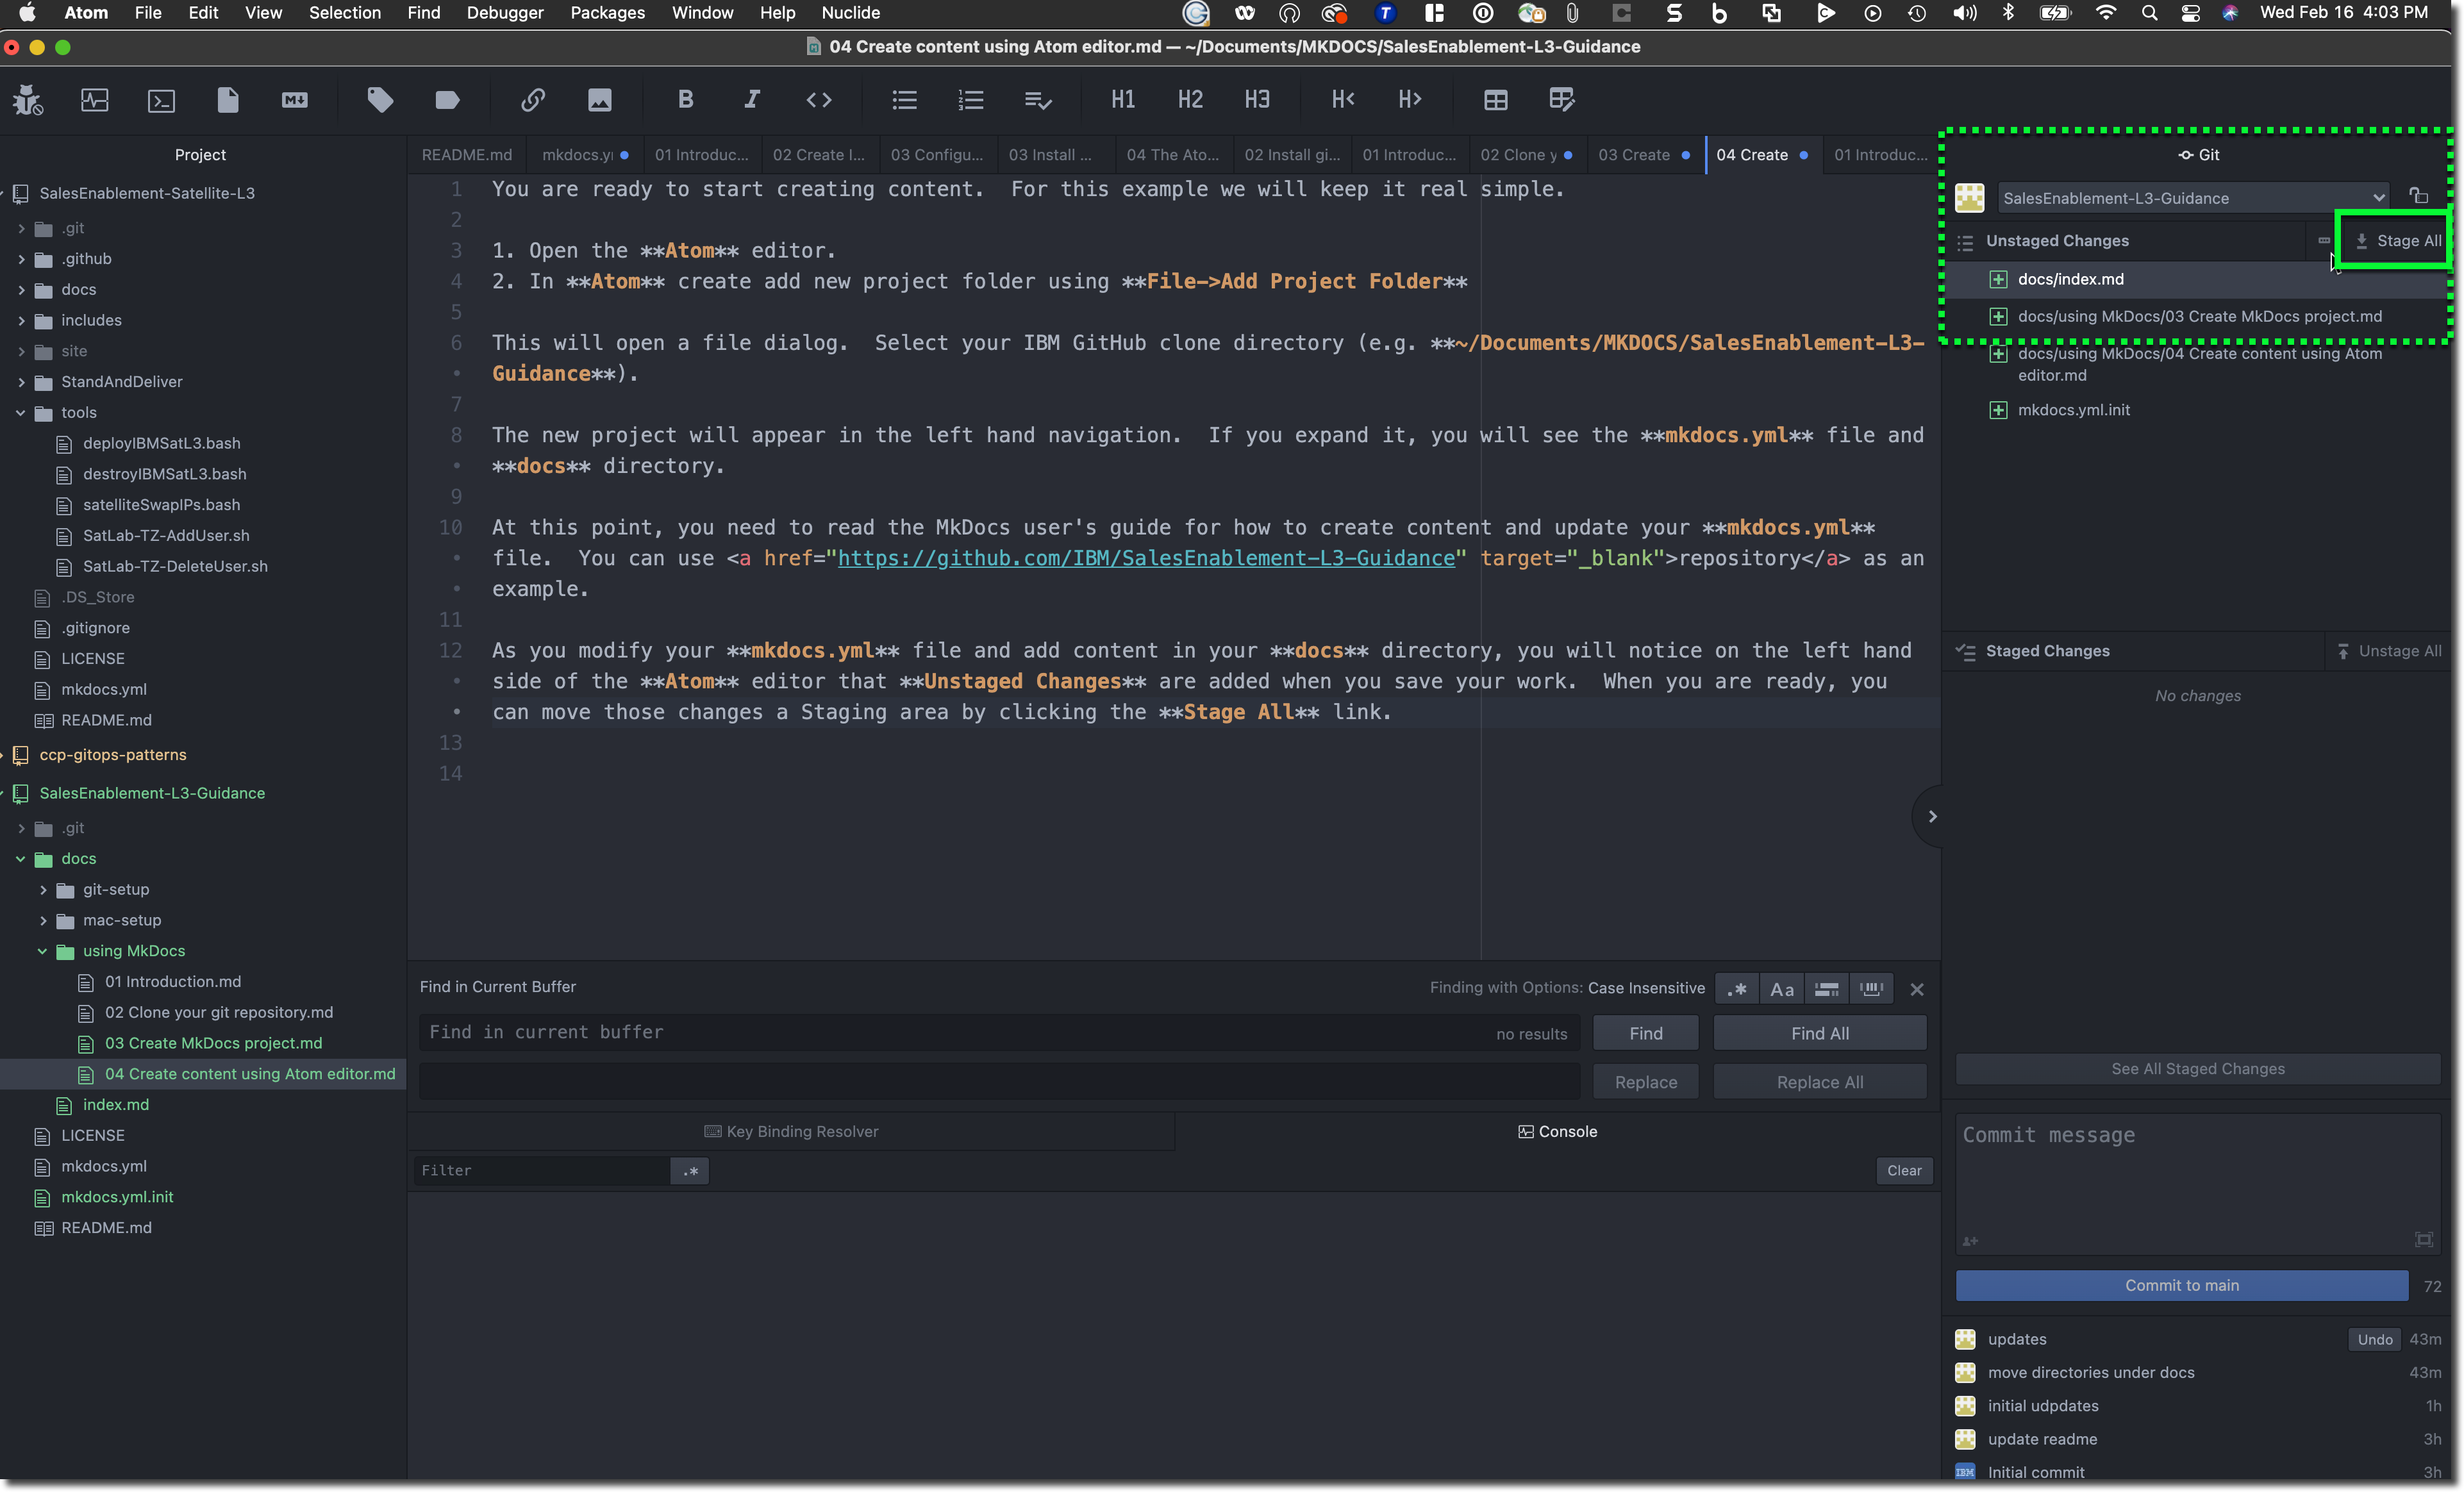 Atom File Edit View Selection Find Debugger Packages Window Help Nuclide Wed Feb 16 4:03 PM
04 Create content using Atom editor.md — ~/Documents/MKDOCS/SalesEnablement-L3-Guidance
M↓ B I <> H1 H2 H3 H< H>
Project
SalesEnablement-Satellite-L3
.git
.github
docs
includes
site
StandAndDeliver
tools
deployIBMSatL3.bash
destroyIBMSatL3.bash
satelliteSwapIPs.bash
SatLab-TZ-AddUser.sh
SatLab-TZ-DeleteUser.sh
.DS_Store
.gitignore
LICENSE
mkdocs.yml
README.md
ccp-gitops-patterns
SalesEnablement-L3-Guidance
.git
docs
git-setup
mac-setup
using MkDocs
01 Introduction.md
02 Clone your git repository.md
03 Create MkDocs project.md
04 Create content using Atom editor.md
index.md
LICENSE
mkdocs.yml
mkdocs.yml.init
README.md
README.md mkdocs.y 01 Introduc... 02 Create I... 03 Configu... 03 Install ... 04 The Ato... 02 Install gi... 01 Introduc... 02 Clone y 03 Create 04 Create 01 Introduc...
1 You are ready to start creating content.  For this example we will keep it real simple.
2
3 1. Open the **Atom** editor.
4 2. In **Atom** create add new project folder using **File->Add Project Folder**
5
6 This will open a file dialog.  Select your IBM GitHub clone directory (e.g. **~/Documents/MKDOCS/SalesEnablement-L3-
• Guidance**).
7
8 The new project will appear in the left hand navigation.  If you expand it, you will see the **mkdocs.yml** file and
• **docs** directory.
9
10 At this point, you need to read the MkDocs user's guide for how to create content and update your **mkdocs.yml**
• file.  You can use <a href="https://github.com/IBM/SalesEnablement-L3-Guidance" target="_blank">repository</a> as an
• example.
11
12 As you modify your **mkdocs.yml** file and add content in your **docs** directory, you will notice on the left hand
• side of the **Atom** editor that **Unstaged Changes** are added when you save your work.  When you are ready, you
• can move those changes a Staging area by clicking the **Stage All** link.
13
14
Find in Current Buffer Finding with Options: Case Insensitive .* Aa
Find in current buffer no results Find Find All
Replace Replace All
Key Binding Resolver Console
Filter .* Clear
Git
SalesEnablement-L3-Guidance
Unstaged Changes Stage All
docs/index.md
docs/using MkDocs/03 Create MkDocs project.md
docs/using MkDocs/04 Create content using Atom
editor.md
mkdocs.yml.init
Staged Changes Unstage All
No changes
See All Staged Changes
Commit message
Commit to main 72
updates Undo 43m
move directories under docs 43m
initial udpdates 1h
update readme 3h
IBM Initial commit 3h